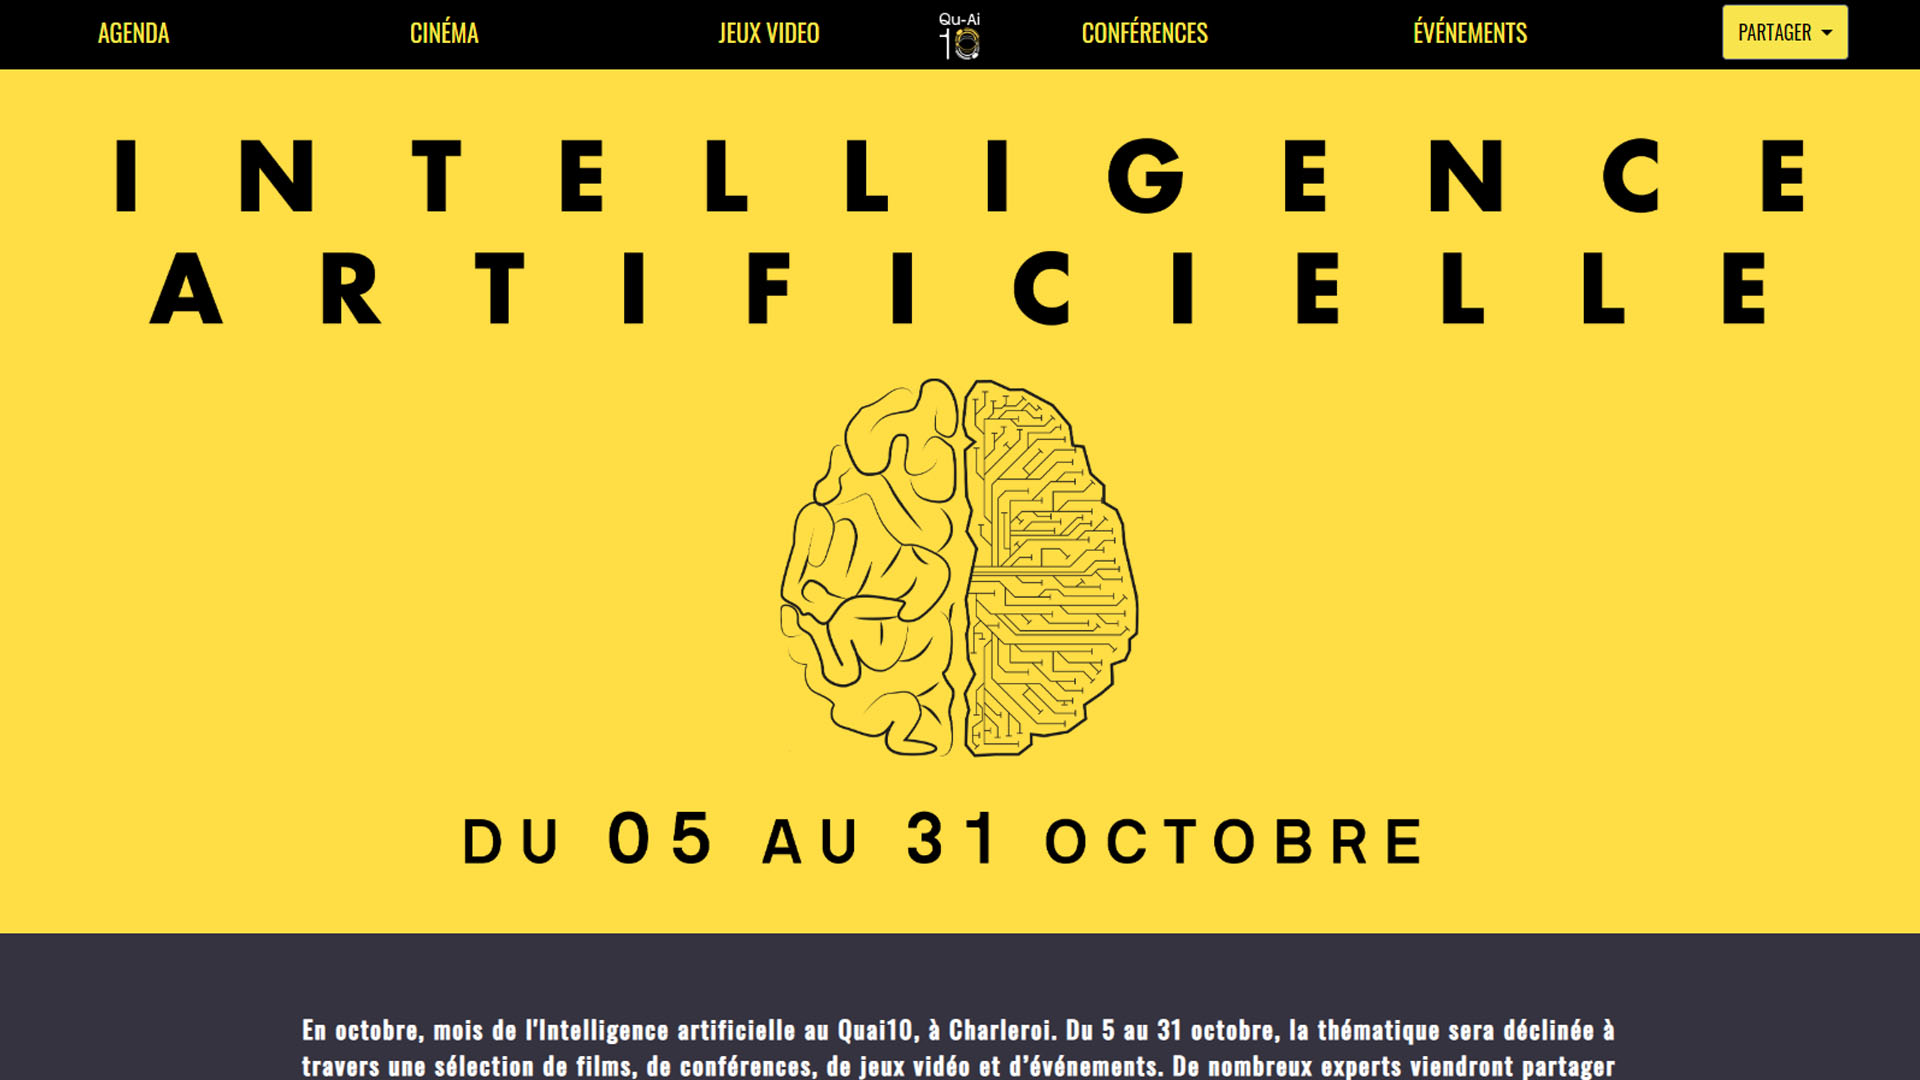 AGENDA CINÉMA JEUX VIDEO Qu-Ai 10 CONFÉRENCES ÉVÉNEMENTS PARTAGER
INTELLIGENCE
ARTIFICIELLE
DU 05 AU 31 OCTOBRE
En octobre, mois de l'Intelligence artificielle au Quai10, à Charleroi. Du 5 au 31 octobre, la thématique sera déclinée à
travers une sélection de films, de conférences, de jeux vidéo et d’événements. De nombreux experts viendront partager